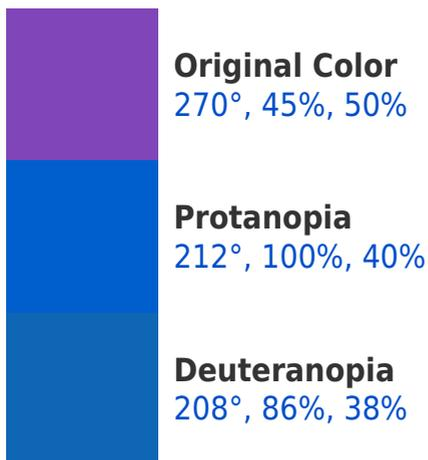 Original Color
270°, 45%, 50%
Protanopia
212°, 100%, 40%
Deuteranopia
208°, 86%, 38%